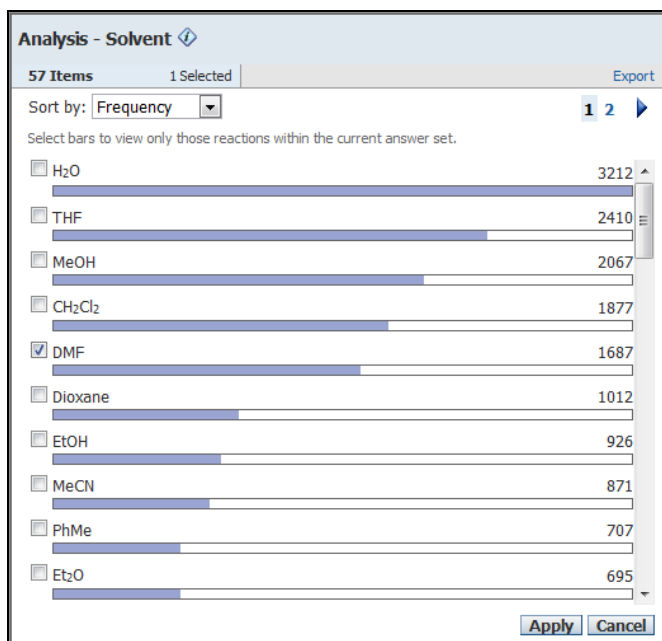 Analysis - Solvent
57 Items 1 Selected Export
Sort by: Frequency 1 2
Select bars to view only those reactions within the current answer set.
H₂O 3212
THF 2410
MeOH 2067
CH₂Cl₂ 1877
DMF 1687
Dioxane 1012
EtOH 926
MeCN 871
PhMe 707
Et₂O 695
Apply Cancel